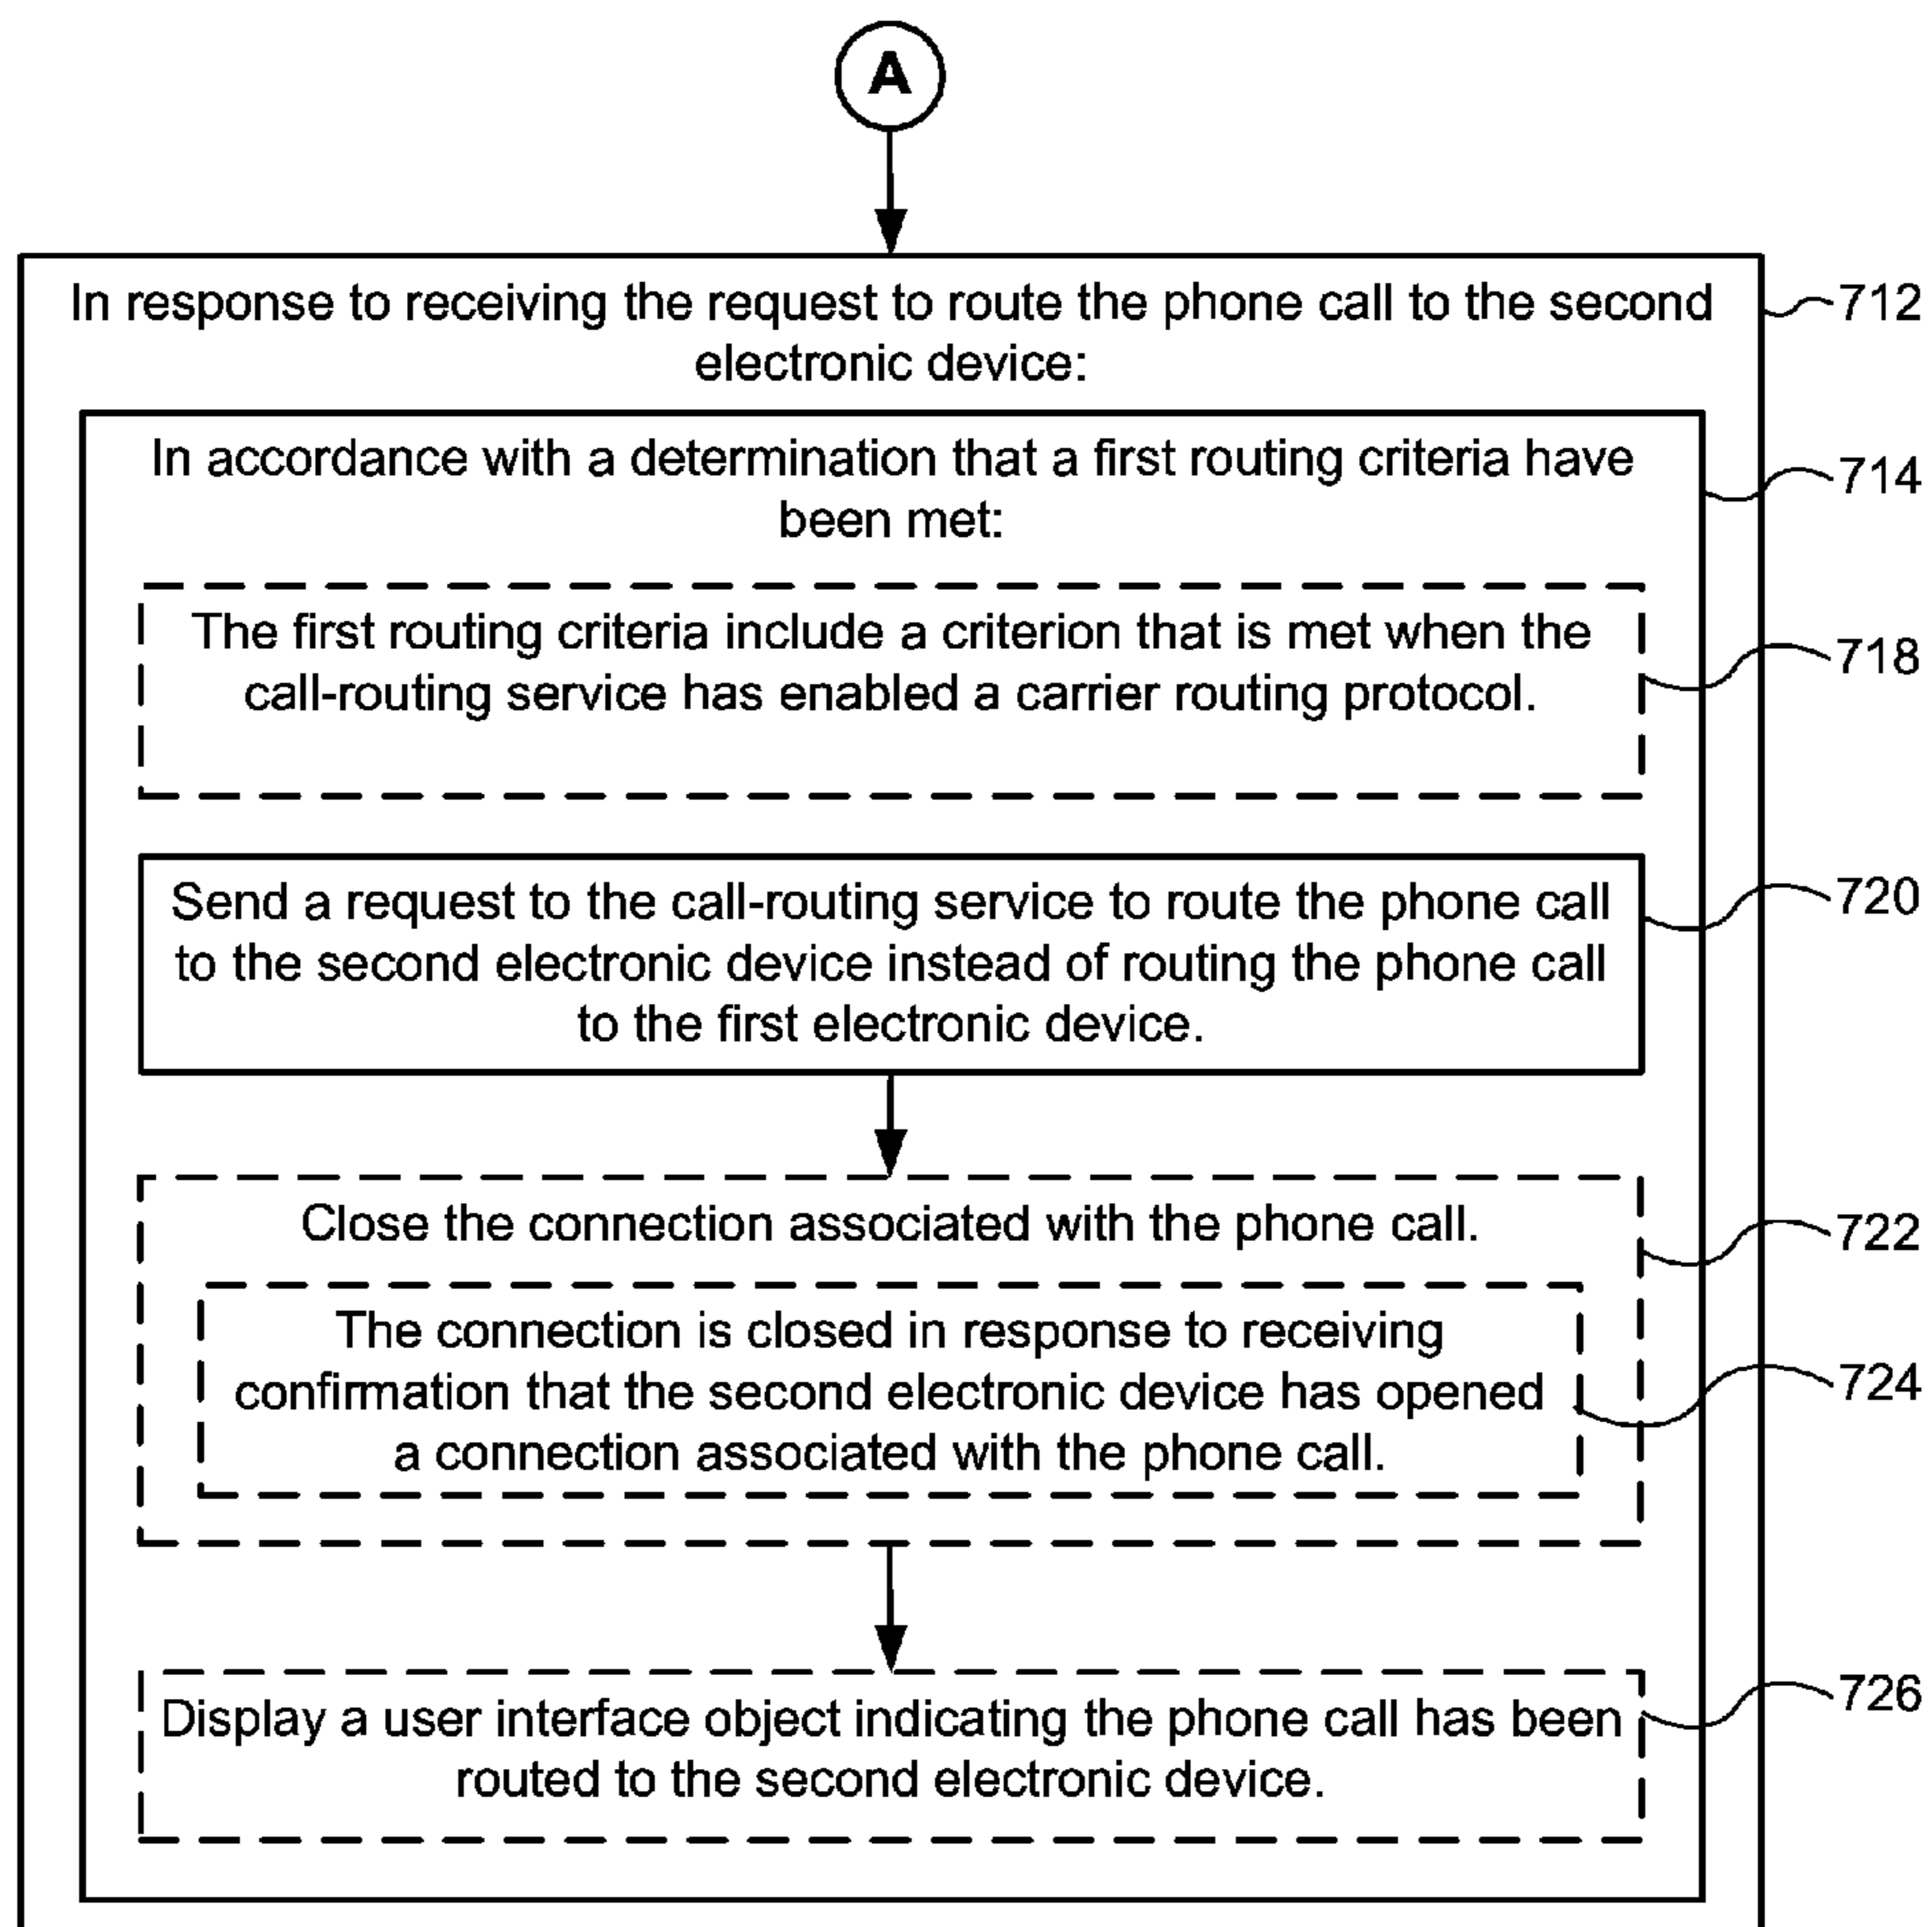 A
In response to receiving the request to route the phone call to the second
electronic device:
712
In accordance with a determination that a first routing criteria have
been met:
714
The first routing criteria include a criterion that is met when the
call-routing service has enabled a carrier routing protocol.
718
Send a request to the call-routing service to route the phone call
to the second electronic device instead of routing the phone call
to the first electronic device.
720
Close the connection associated with the phone call.
722
The connection is closed in response to receiving
confirmation that the second electronic device has opened
a connection associated with the phone call.
724
Display a user interface object indicating the phone call has been
routed to the second electronic device.
726